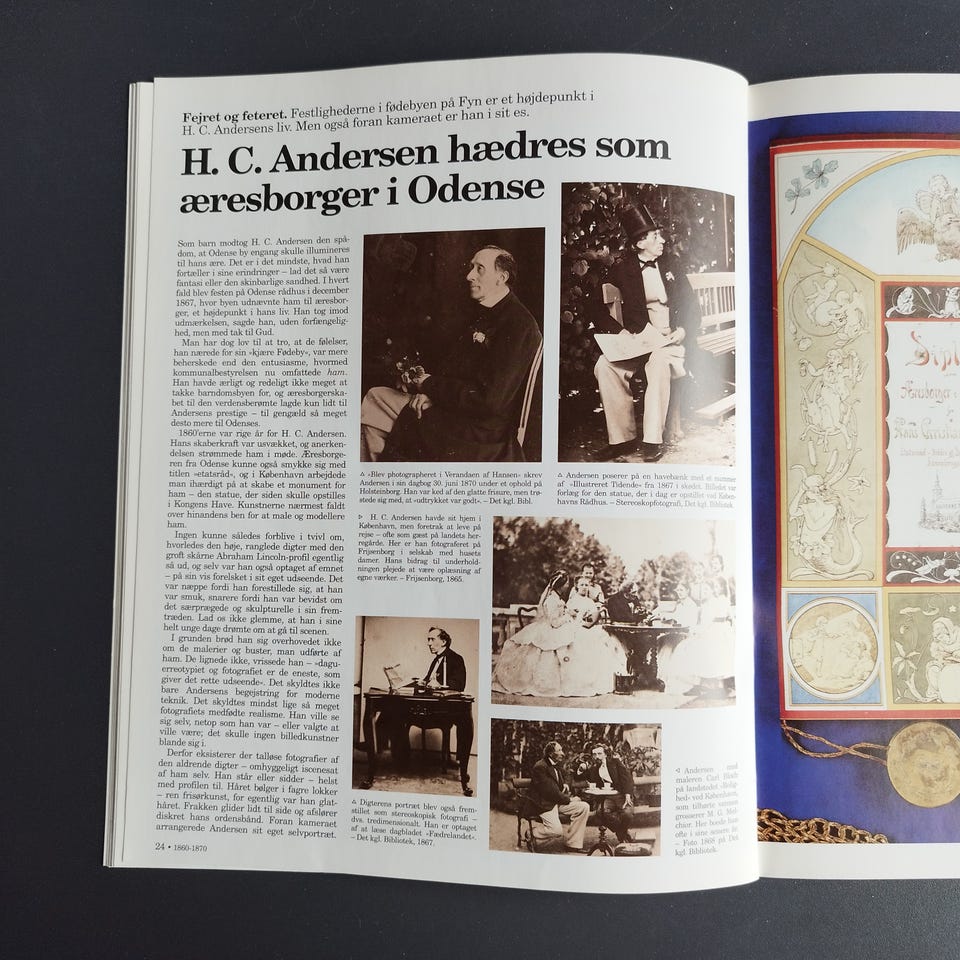 Fejret og feteret. Festlighederne i fødebyen på Fyn er et højdepunkt i
H. C. Andersens liv. Men også foran kameraet er han i sit es.
H. C. Andersen hædres som
æresborger i Odense
Som barn modtog H. C. Andersen den spå-
dom, at Odense by engang skulle illumineres
til hans ære. Det er i det mindste, hvad han
fortæller i sine erindringer – lad det så være
fantasi eller den skinbarlige sandhed. I hvert
fald blev festen på Odense rådhus i december
1867, hvor byen udnævnte ham til æresbor-
ger, et højdepunkt i hans liv. Han tog imod
udmærkelsen, sagde han, uden forfængelig-
hed, men med tak til Gud.
Man har dog lov til at tro, at de følelser,
han nærede for sin »kjære Fødeby«, var mere
beherskede end den entusiasme, hvormed
kommunalbestyrelsen nu omfattede ham.
Han havde ærligt og redeligt ikke meget at
takke barndomsbyen for, og æresborgerska-
bet til den verdensberømte lagde kun lidt til
Andersens prestige – til gengæld så meget
desto mere til Odenses.
1860'erne var rige år for H. C. Andersen.
Hans skaberkraft var usvækket, og anerken-
delsen strømmede ham i møde. Æresborge-
ren fra Odense kunne også smykke sig med
titlen »etatsråd«, og i København arbejdede
man ihærdigt på at skabe et monument for
ham – den statue, der siden skulle opstilles
i Kongens Have. Kunstnerne nærmest faldt
over hinandens ben for at male og modellere
ham.
Ingen kunne således forblive i tvivl om,
hvorledes den høje, ranglede digter med den
groft skårne Abraham Lincoln-profil egentlig
så ud, og selv var han også optaget af emnet
– på sin vis forelsket i sit eget udseende. Det
var næppe fordi han forestillede sig, at han
var smuk, snarere fordi han var bevidst om
det særprægede og skulpturelle i sin frem-
træden. Lad os ikke glemme, at han i sine
helt unge dage drømte om at gå til scenen.
I grunden brød han sig overhovedet ikke
om de malerier og buster, man udførte af
ham. De lignede ikke, vrissede han – »dagu-
erreotypiet og fotografiet er de eneste, som
giver det rette udseende«. Det skyldtes ikke
bare Andersens begejstring for moderne
teknik. Det skyldtes mindst lige så meget
fotografiets medfødte realisme. Han ville se
sig selv, netop som han var – eller valgte at
ville være; det skulle ingen billedkunstner
blande sig i.
Derfor eksisterer der talløse fotografier af
den aldrende digter – omhyggeligt iscenesat
af ham selv. Han står eller sidder – helst
med profilen til. Håret bølger i fagre lokker
– ren frisørkunst, for egentlig var han glat-
håret. Frakken glider lidt til side og afslører
diskret hans ordensbånd. Foran kameraet
arrangerede Andersen sit eget selvportræt.
24 • 1860-1870
▵ »Blev photographeret i Verandaen af Hansen« skrev
Andersen i sin dagbog 30. juni 1870 under et ophold på
Holsteinborg. Han var ked af den glatte frisure, men trø-
stede sig med, at »udtrykket var godt«. – Det kgl. Bibl.
▵ Andersen poserer på en havebænk med et nummer
af »Illustreret Tidende« fra 1867 i skødet. Billedet var
forlæg for den statue, der i dag er opstillet ved Køben-
havns Rådhus. – Stereoskopfotografi, Det kgl. Bibliotek.
▹ H. C. Andersen havde sit hjem i
København, men foretrak at leve på
rejse – ofte som gæst på landets her-
regårde. Her er han fotograferet på
Frijsenborg i selskab med husets
damer. Hans bidrag til underhold-
ningen plejede at være oplæsning af
egne værker. – Frijsenborg, 1865.
▵ Digterens portræt blev også frem-
stillet som stereoskopisk fotografi –
dvs. tredimensionalt. Han er optaget
af at læse dagbladet »Fædrelandet«.
– Det kgl. Bibliotek, 1867.
◃ Andersen med
maleren Carl Bloch
på landstedet »Rolig-
hed« ved København,
som tilhørte vennen
grosserer M. G. Mel-
chior. Her boede han
ofte i sine senere år.
– Foto 1868 på Det
kgl. Bibliotek.
Dipl
Æresborger
Hans Christia